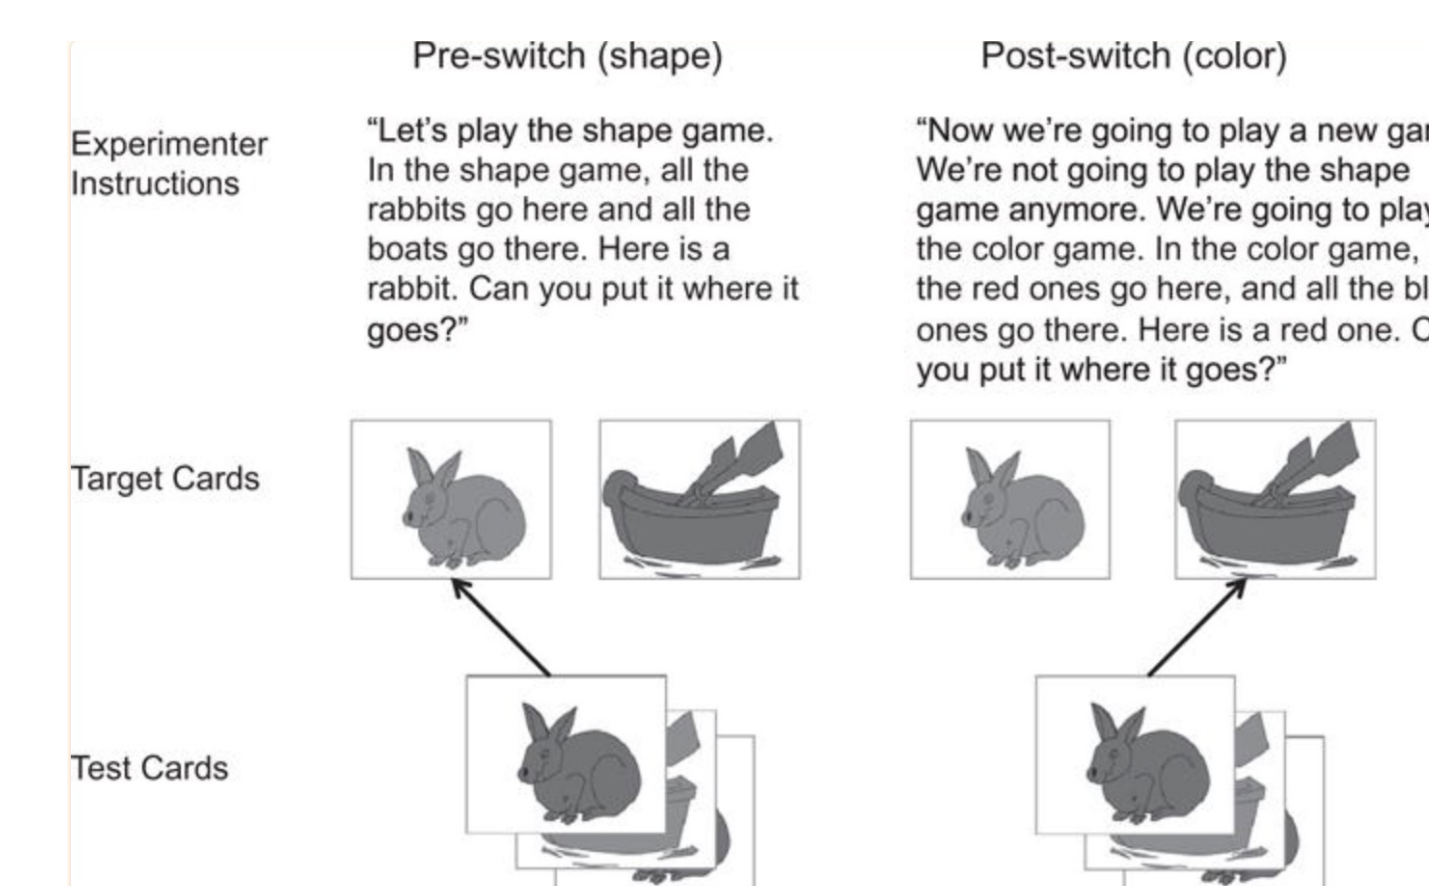 Pre-switch (shape)
Post-switch (color)
Experimenter
Instructions
“Let’s play the shape game.
In the shape game, all the
rabbits go here and all the
boats go there. Here is a
rabbit. Can you put it where it
goes?”
“Now we’re going to play a new
We’re not going to play the shape
game anymore. We’re going to play
the color game. In the color game,
the red ones go here, and all the
ones go there. Here is a red one.
you put it where it goes?”
Target Cards
Test Cards